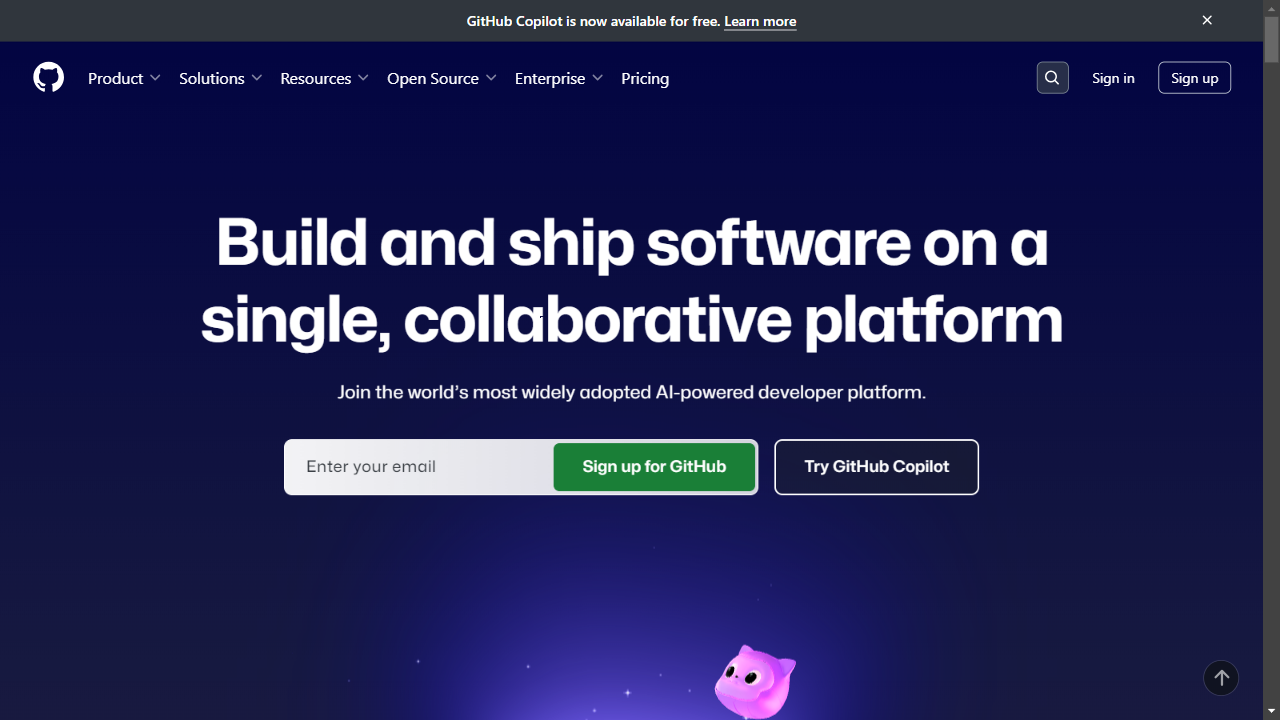 GitHub Copilot is now available for free. Learn more
Product Solutions Resources Open Source Enterprise Pricing Sign in Sign up
Build and ship software on a
single, collaborative platform
Join the world's most widely adopted AI-powered developer platform.
Enter your email Sign up for GitHub Try GitHub Copilot